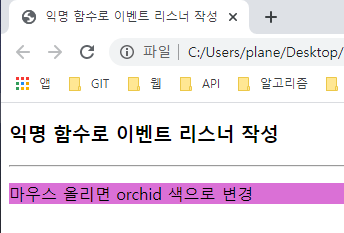 익명 함수로 이벤트 리스너 작성
파일 | C:/Users/plane/Desktop/
앱 GIT 웹 API 알고리즘
익명 함수로 이벤트 리스너 작성
마우스 올리면 orchid 색으로 변경